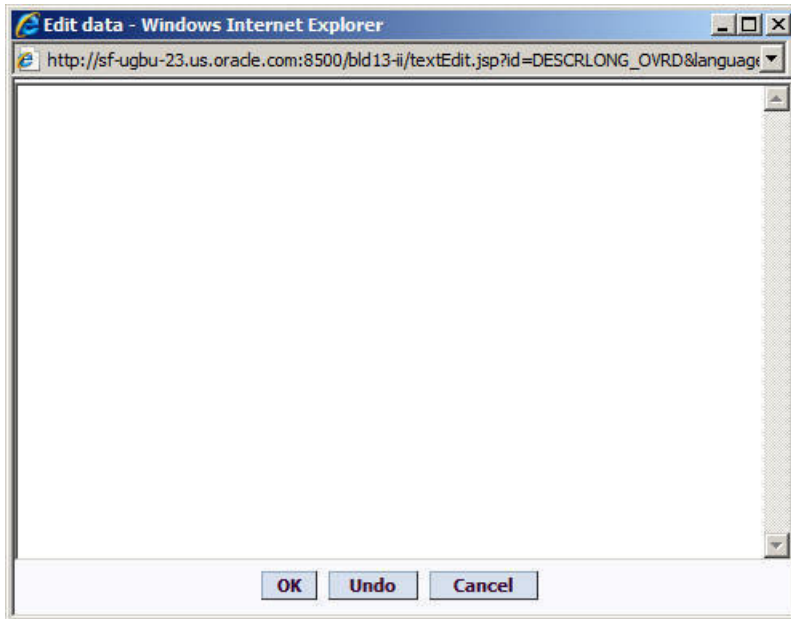 Edit data - Windows Internet Explorer
http://sf-ugbu-23.us.oracle.com:8500/bld13-ii/textEdit.jsp?id=DESCRLONG_OVRD&language
OK Undo Cancel